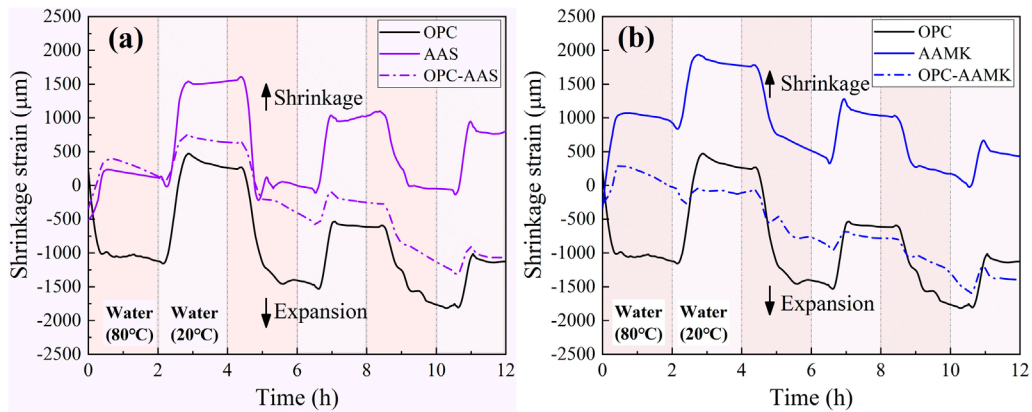 (a)
OPC
AAS
OPC-AAS
Shrinkage
Expansion
Water
(80℃)
Water
(20℃)
2500
2000
1500
1000
500
0
-500
-1000
-1500
-2000
-2500
0 2 4 6 8 10 12
Shrinkage strain (μm)
Time (h)
(b)
OPC
AAMK
OPC-AAMK
Shrinkage
Expansion
Water
(80℃)
Water
(20℃)
2500
2000
1500
1000
500
0
-500
-1000
-1500
-2000
-2500
0 2 4 6 8 10 12
Shrinkage strain (μm)
Time (h)